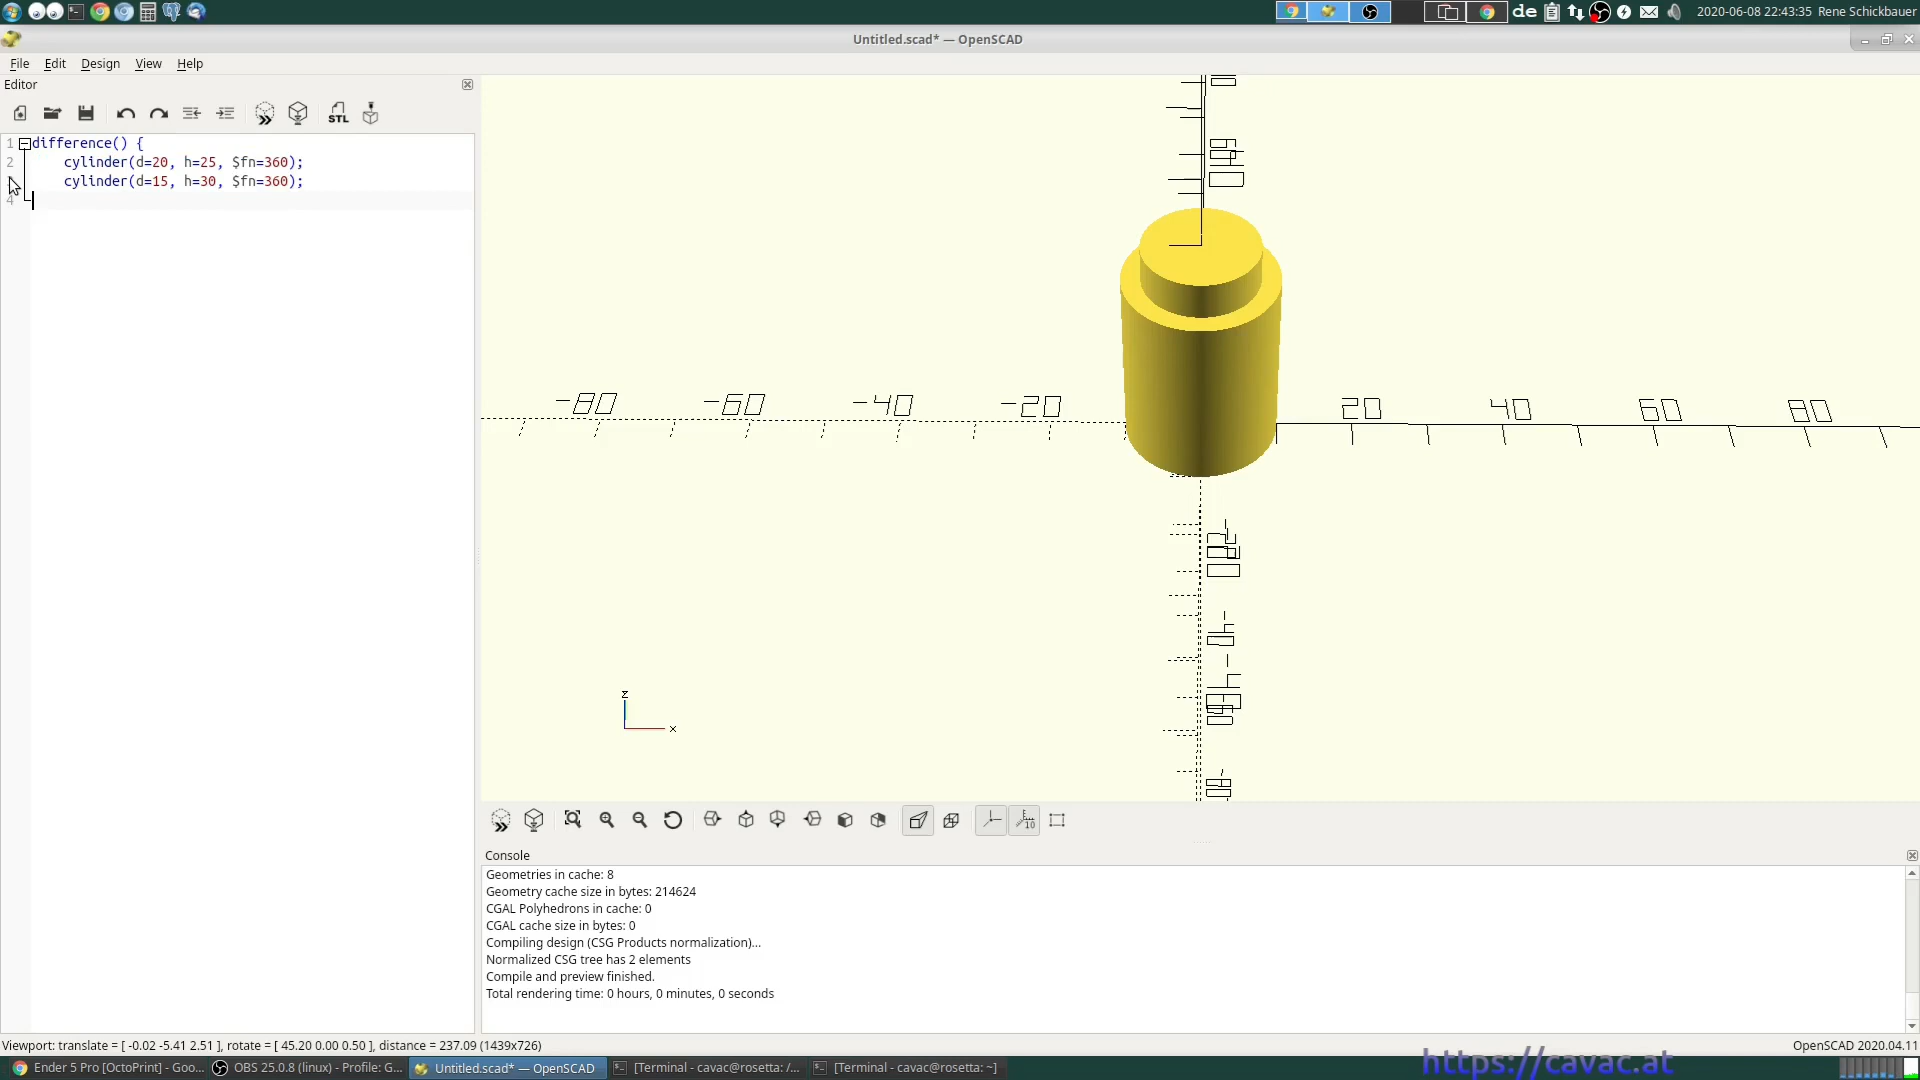 de
2020-06-08 22:43:35 Rene Schickbauer
Untitled.scad* — OpenSCAD
File Edit Design View Help
Editor
STL
1 difference() {
2 cylinder(d=20, h=25, $fn=360);
cylinder(d=15, h=30, $fn=360);
4
-80 -60 -40 -20 20 40 60 80
z
x
10
Console
Geometries in cache: 8
Geometry cache size in bytes: 214624
CGAL Polyhedrons in cache: 0
CGAL cache size in bytes: 0
Compiling design (CSG Products normalization)...
Normalized CSG tree has 2 elements
Compile and preview finished.
Total rendering time: 0 hours, 0 minutes, 0 seconds
Viewport: translate = [ -0.02 -5.41 2.51 ], rotate = [ 45.20 0.00 0.50 ], distance = 237.09 (1439x726)
OpenSCAD 2020.04.11
Ender 5 Pro [OctoPrint] - Goo...
OBS 25.0.8 (linux) - Profile: G...
Untitled.scad* — OpenSCAD
[Terminal - cavac@rosetta: /...
[Terminal - cavac@rosetta: ~]
https://cavac.at